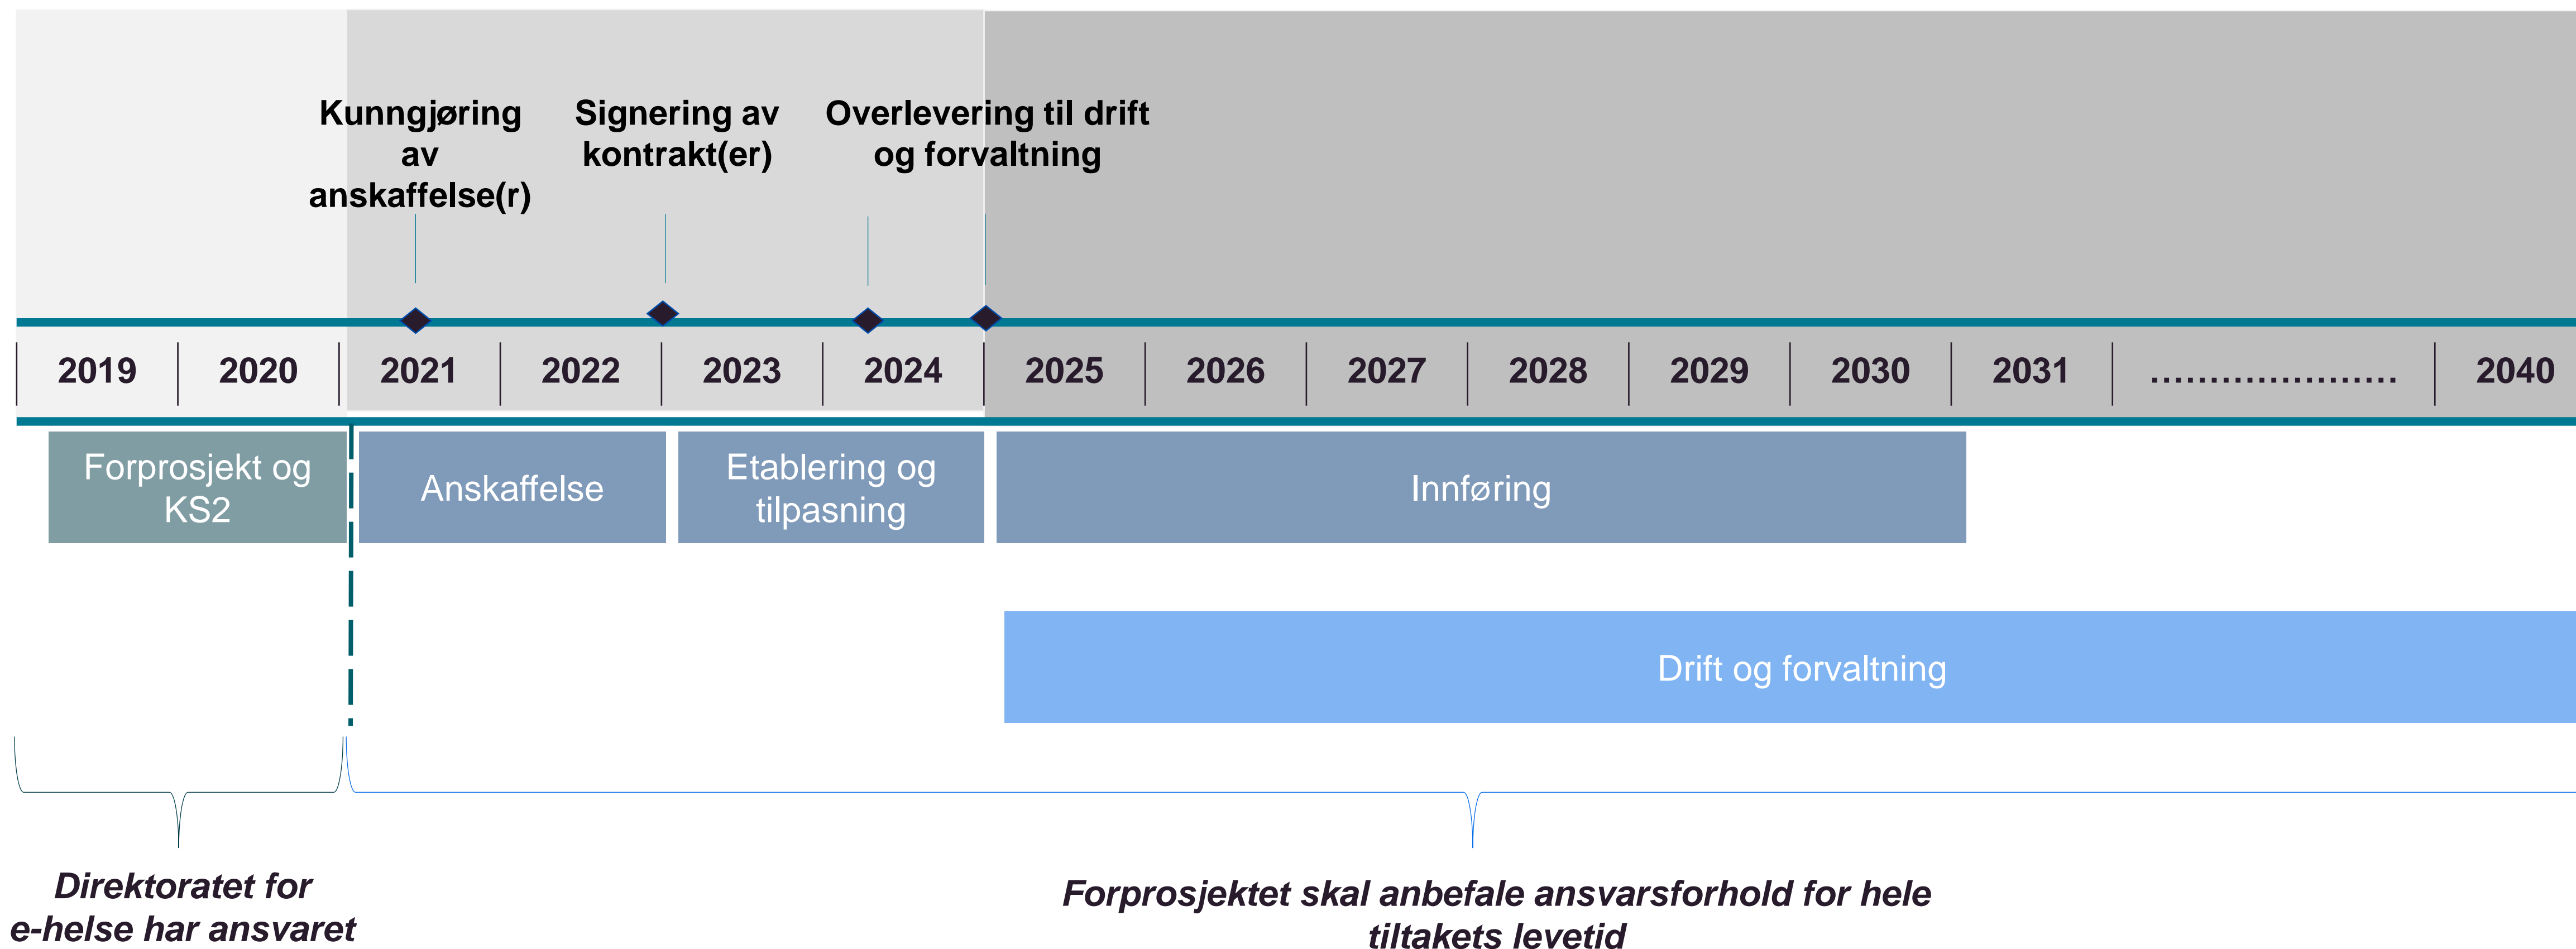 Kunngjøring
av
anskaffelse(r)
Signering av
kontrakt(er)
Overlevering til drift
og forvaltning
2019 2020 2021 2022 2023 2024 2025 2026 2027 2028 2029 2030 2031 ..................... 2040
Forprosjekt og
KS2
Anskaffelse
Etablering og
tilpasning
Innføring
Drift og forvaltning
Direktoratet for
e-helse har ansvaret
Forprosjektet skal anbefale ansvarsforhold for hele
tiltakets levetid